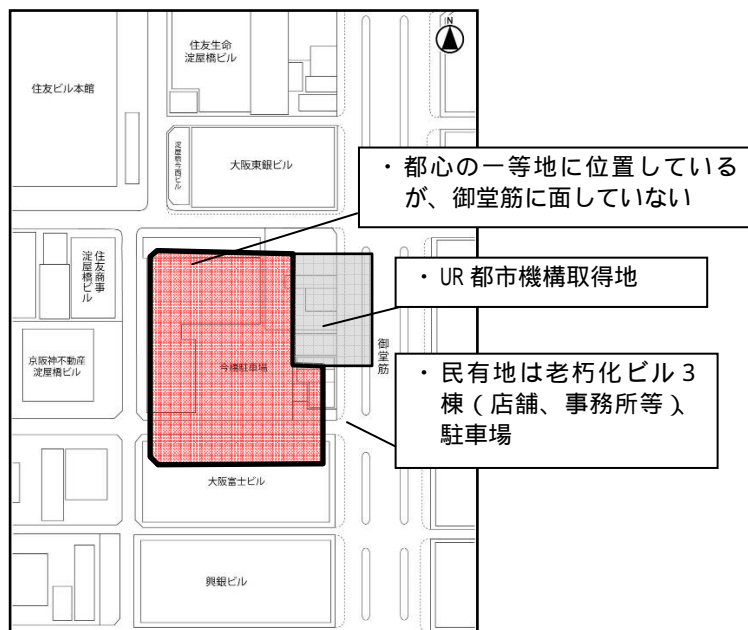 N
住友生命
淀屋橋ビル
住友ビル本館
淀屋橋今西ビル
大阪東銀ビル
・都心の一等地に位置している
が、御堂筋に面していない
住友商事
淀屋橋ビル
・UR都市機構取得地
御堂筋
京阪神不動産
淀屋橋ビル
今橋駐車場
・民有地は老朽化ビル3
棟(店舗、事務所等)、
駐車場
大阪富士ビル
興銀ビル